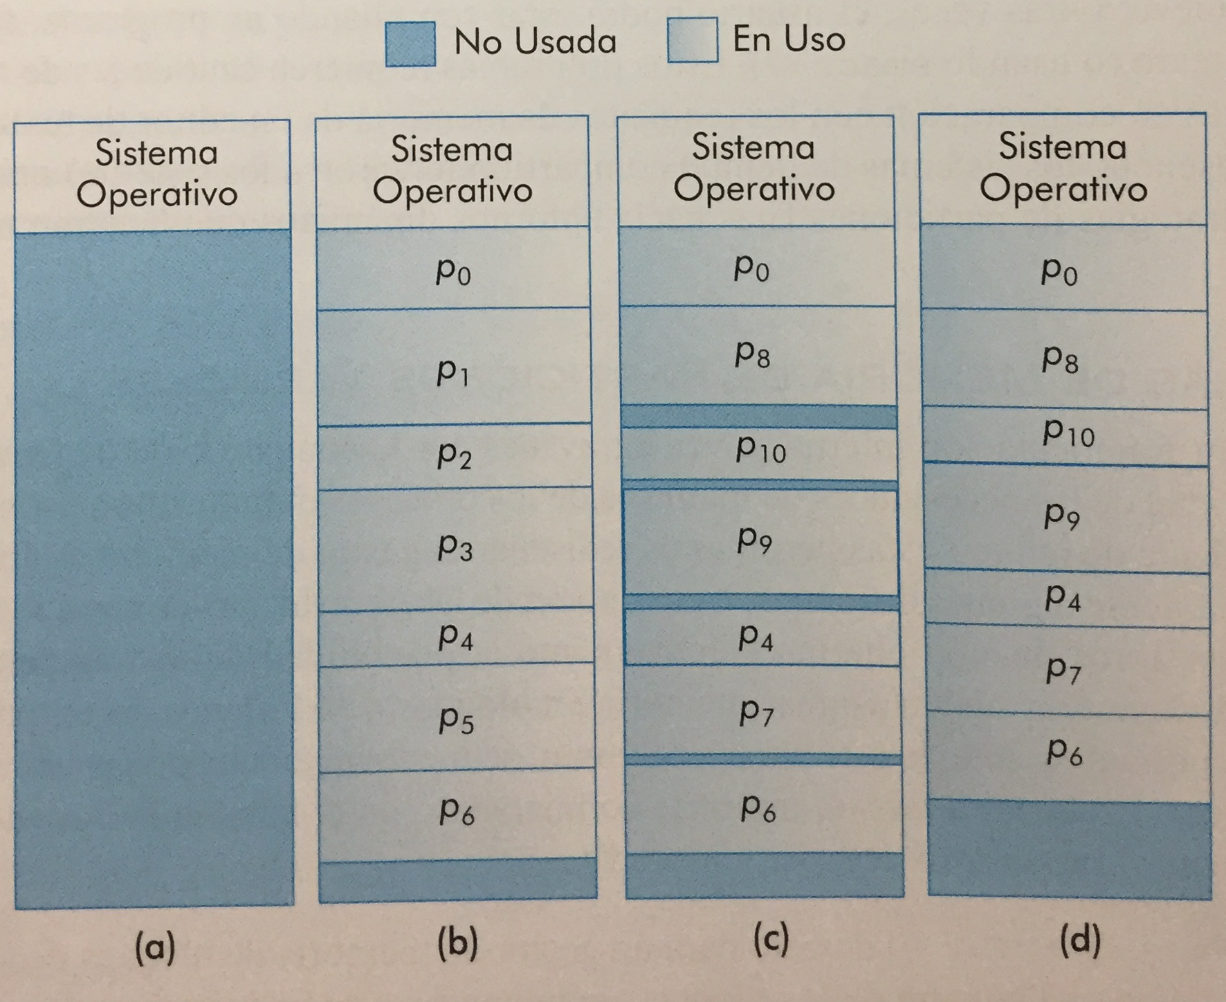 No Usada
En Uso
Sistema
Operativo
(a)
Sistema
Operativo
p0
p1
p2
p3
p4
p5
p6
(b)
Sistema
Operativo
p0
p8
p10
p9
p4
p7
p6
(c)
Sistema
Operativo
p0
p8
p10
p9
p4
p7
p6
(d)